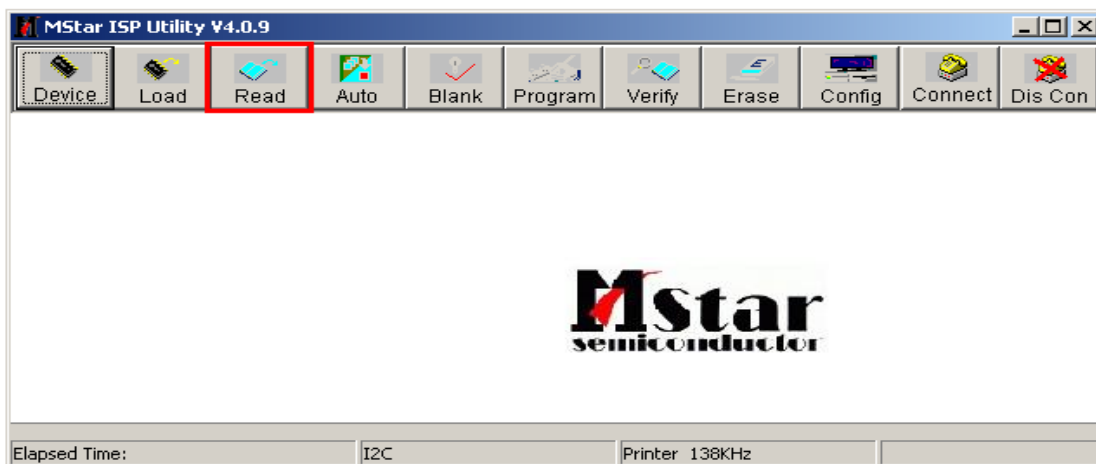 MStar ISP Utility V4.0.9
Device Load Read Auto Blank Program Verify Erase Config Connect Dis Con
MStar
semiconductor
Elapsed Time: I2C Printer 138KHz